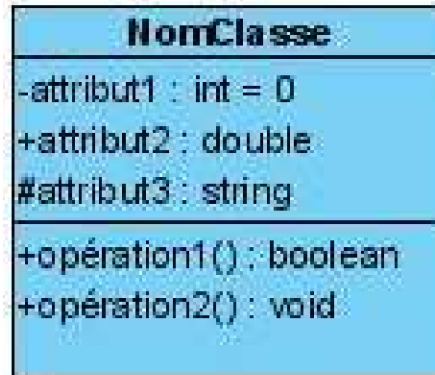 NomClasse
-attribut1 : int = 0
+attribut2 : double
#attribut3 : string
+opération1() : boolean
+opération2() : void